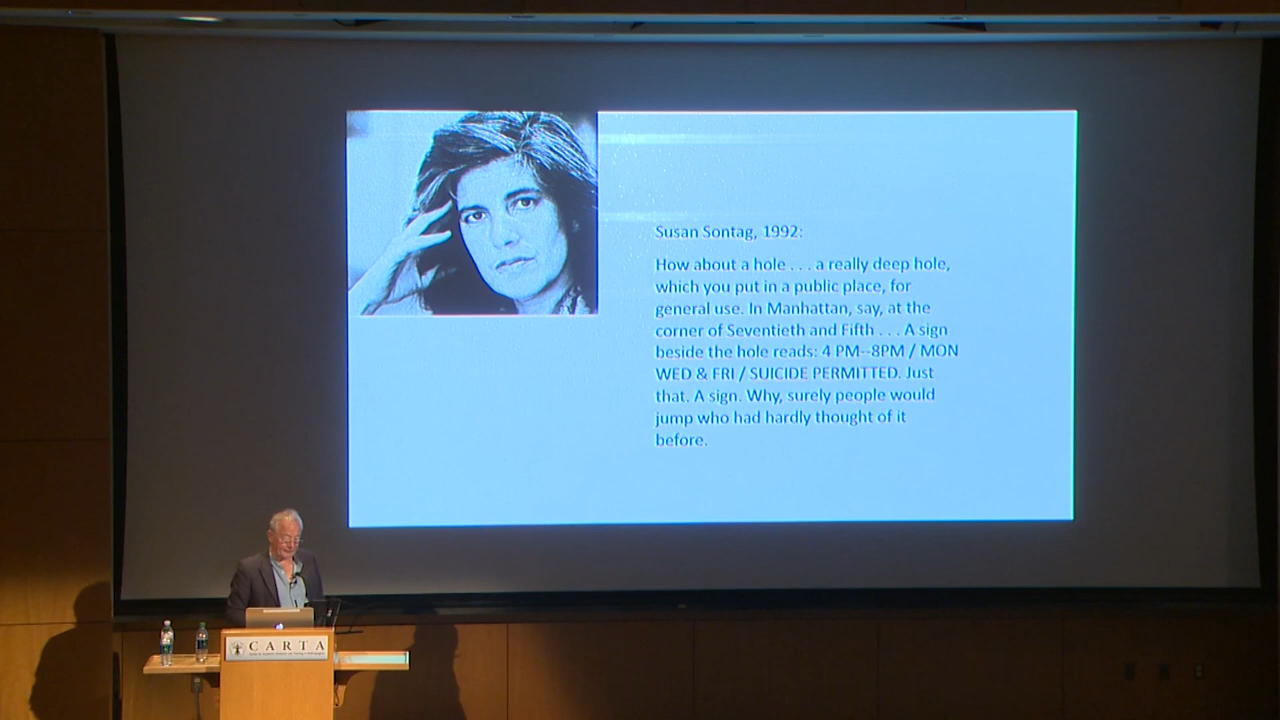 Susan Sontag, 1992:
How about a hole . . . a really deep hole,
which you put in a public place, for
general use. In Manhattan, say, at the
corner of Seventieth and Fifth . . . A sign
beside the hole reads: 4 PM--8PM / MON
WED & FRI / SUICIDE PERMITTED. Just
that. A sign. Why, surely people would
jump who had hardly thought of it
before.
CARTA